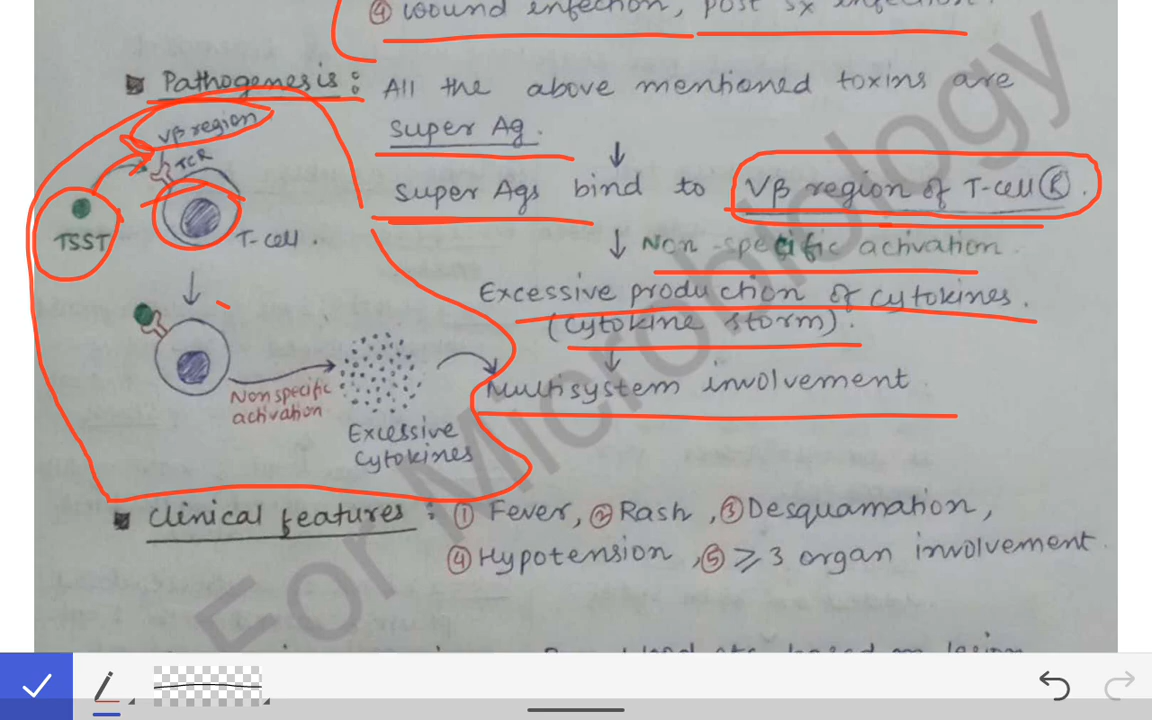 ④ Wound infection, post Sx infection.
Pathogenesis : All the above mentioned toxins are
Super Ag.
Vβ region
TCR
TSST
T-cell.
Super Ags bind to Vβ region of T-cell Ⓡ.
Non-specific activation.
Excessive production of cytokines.
(Cytokine storm).
Multisystem involvement.
Nonspecific
activation
Excessive
Cytokines
Clinical features : ① Fever, ② Rash, ③ Desquamation,
④ Hypotension, ⑤ ≥ 3 organ involvement.
For Microbiology